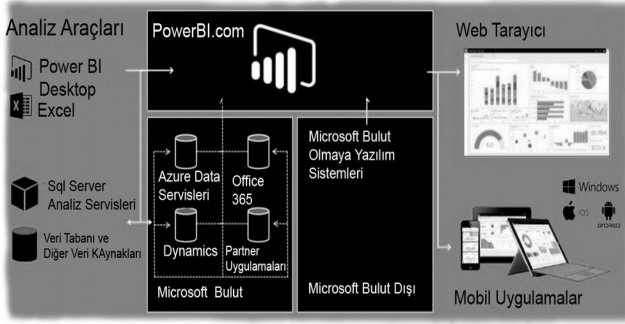 Analiz Araçları
Power BI
Desktop
Excel
Sql Server
Analiz Servisleri
Veri Tabanı ve
Diğer Veri KAynakları
PowerBI.com
Azure Data
Servisleri
Office
365
Dynamics
Partner
Uygulamaları
Microsoft Bulut
Microsoft Bulut
Olmaya Yazılım
Sistemleri
Microsoft Bulut Dışı
Web Tarayıcı
Windows
iOS
android
Mobil Uygulamalar